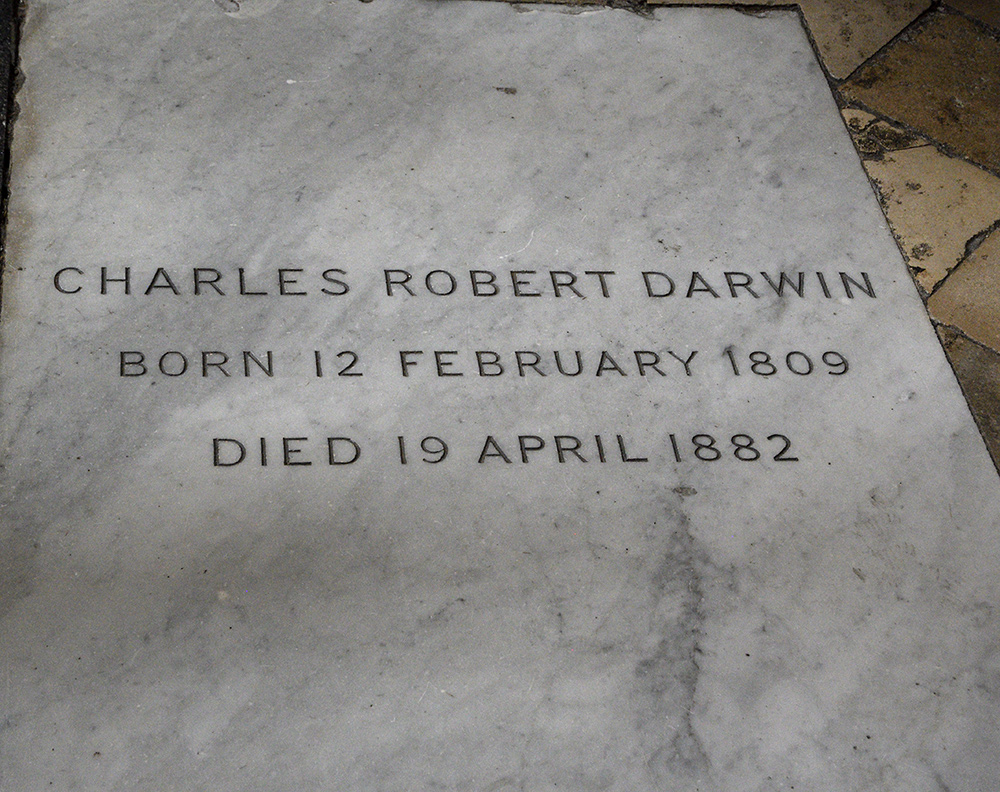 CHARLES ROBERT DARWIN
BORN 12 FEBRUARY 1809
DIED 19 APRIL 1882